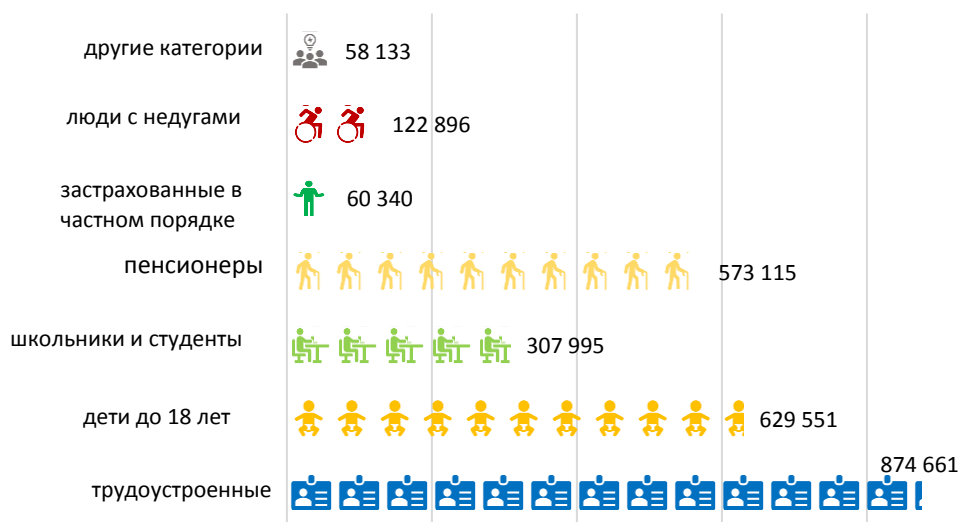 другие категории
58 133
люди с недугами
122 896
застрахованные в
частном порядке
60 340
пенсионеры
573 115
школьники и студенты
307 995
дети до 18 лет
629 551
трудоустроенные
874 661